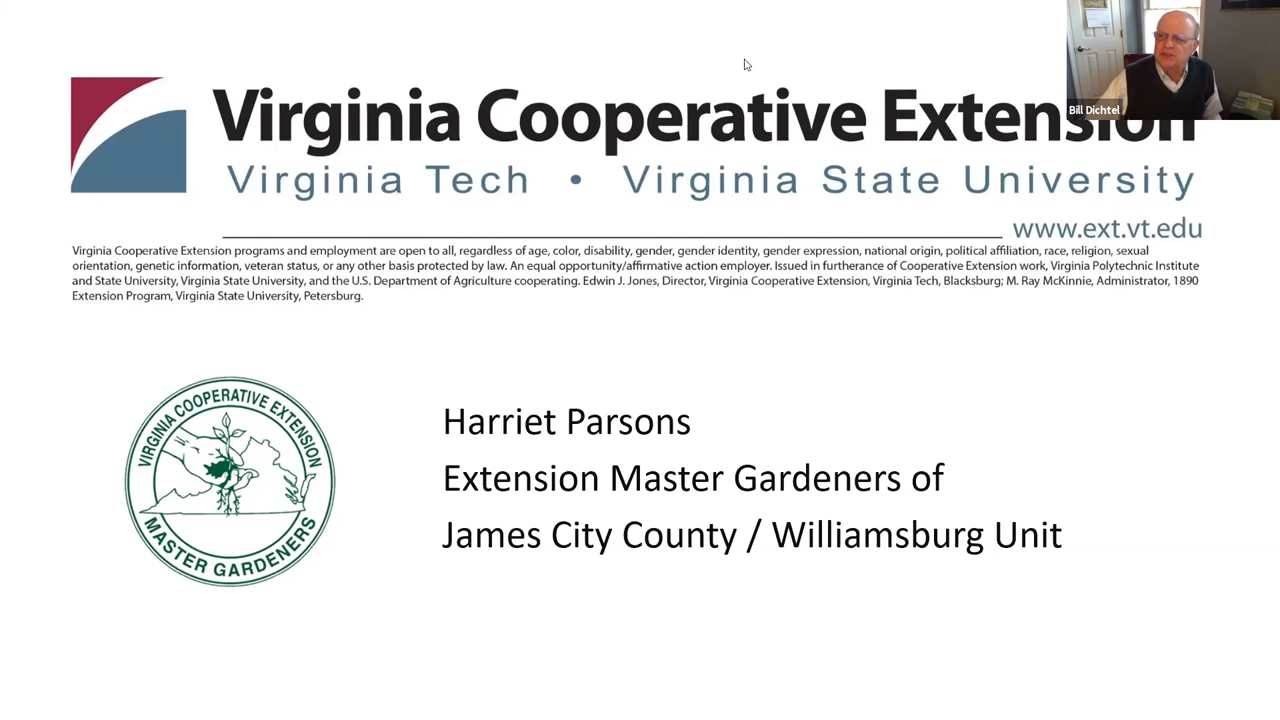 Virginia Cooperative Extension
Bill Dichtel
Virginia Tech • Virginia State University
www.ext.vt.edu
Virginia Cooperative Extension programs and employment are open to all, regardless of age, color, disability, gender, gender identity, gender expression, national origin, political affiliation, race, religion, sexual
orientation, genetic information, veteran status, or any other basis protected by law. An equal opportunity/affirmative action employer. Issued in furtherance of Cooperative Extension work, Virginia Polytechnic Institute
and State University, Virginia State University, and the U.S. Department of Agriculture cooperating. Edwin J. Jones, Director, Virginia Cooperative Extension, Virginia Tech, Blacksburg; M. Ray McKinnie, Administrator, 1890
Extension Program, Virginia State University, Petersburg.
VIRGINIA COOPERATIVE EXTENSION
MASTER GARDENERS
Harriet Parsons
Extension Master Gardeners of
James City County / Williamsburg Unit